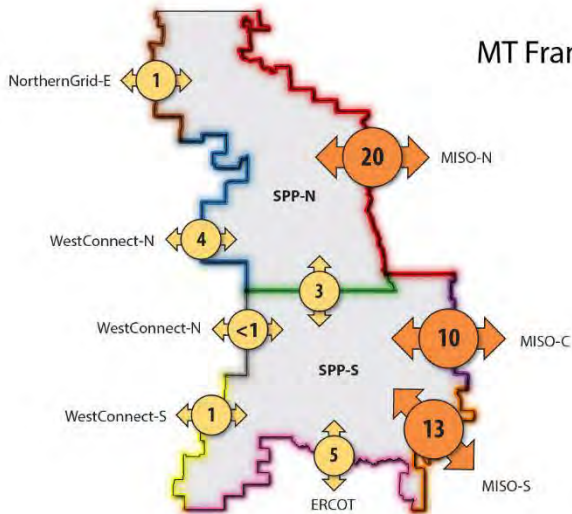 MT
NorthernGrid-E
1
20
MISO-N
SPP-N
WestConnect-N
4
3
WestConnect-N
<1
10
MISO-C
SPP-S
WestConnect-S
1
13
5
MISO-S
ERCOT